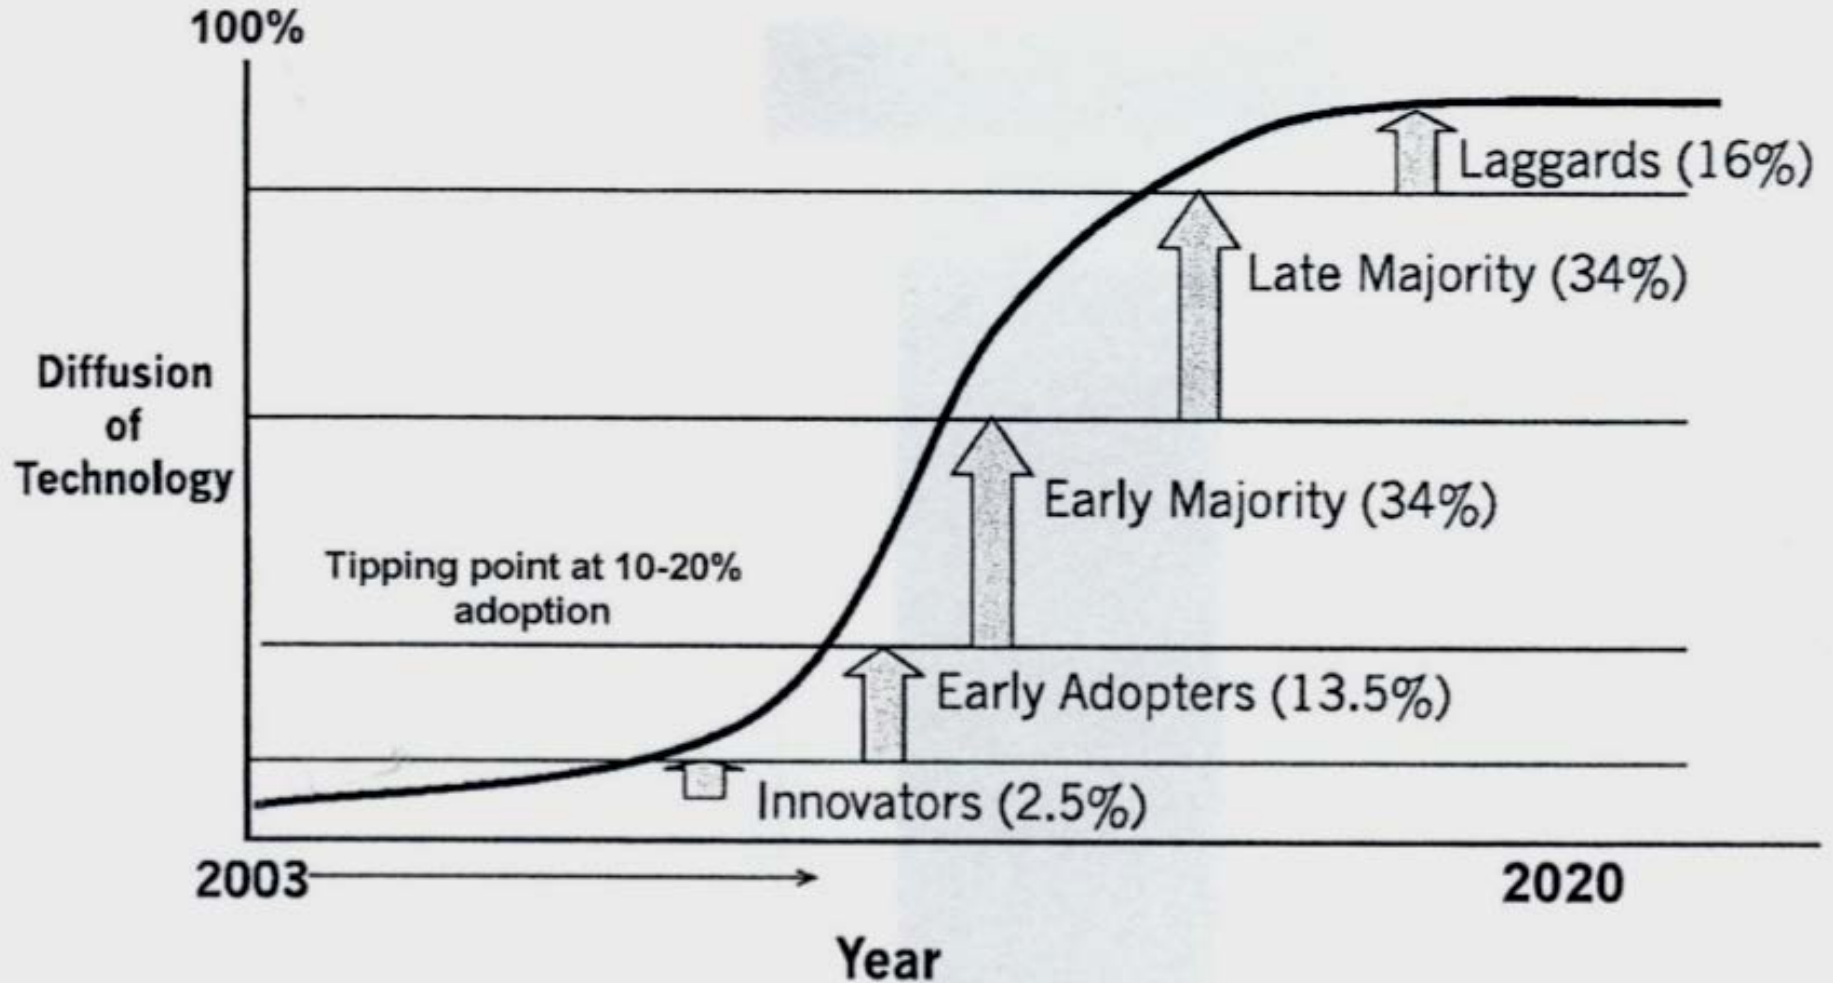 100%
Laggards (16%)
Late Majority (34%)
Diffusion
of
Technology
Early Majority (34%)
Tipping point at 10-20%
adoption
Early Adopters (13.5%)
Innovators (2.5%)
2003
2020
Year